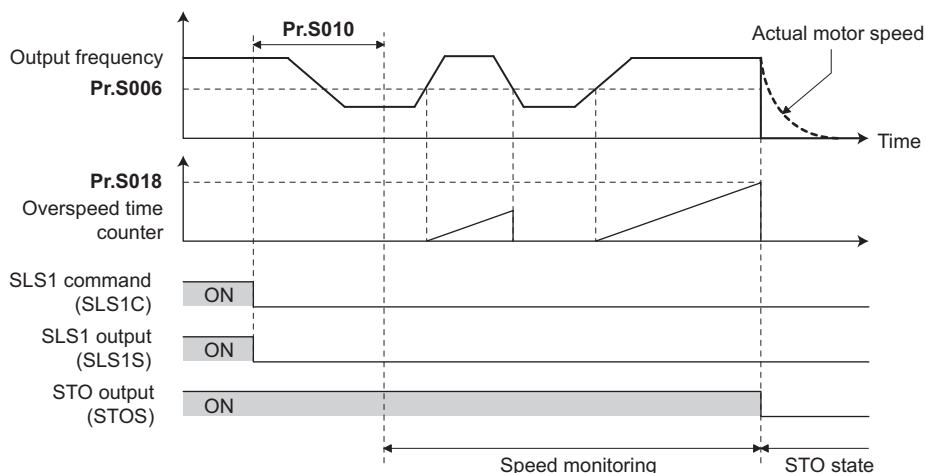 Pr.S010
Actual motor speed
Output frequency
Pr.S006
Time
Pr.S018
Overspeed time
counter
SLS1 command
(SLS1C)
ON
SLS1 output
(SLS1S)
ON
STO output
(STOS)
ON
Speed monitoring
STO state